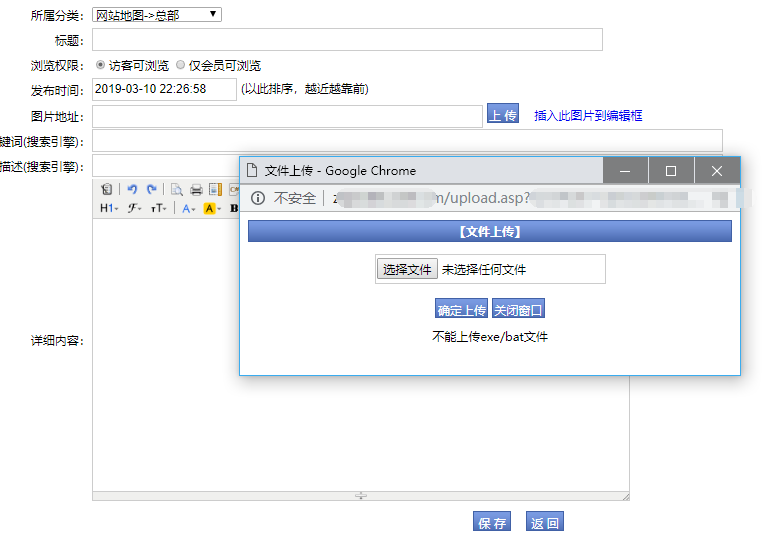 所属分类： 网站地图->总部
标题：
浏览权限： 访客可浏览 仅会员可浏览
发布时间： 2019-03-10 22:26:58 (以此排序，越近越靠前)
图片地址： 上 传 插入此图片到编辑框
键词(搜索引擎)：
描述(搜索引擎)：
文件上传 - Google Chrome
不安全 m/upload.asp?
【文件上传】
选择文件 未选择任何文件
确定上传 关闭窗口
不能上传exe/bat文件
H1 F тT A A B
详细内容：
保 存 返 回